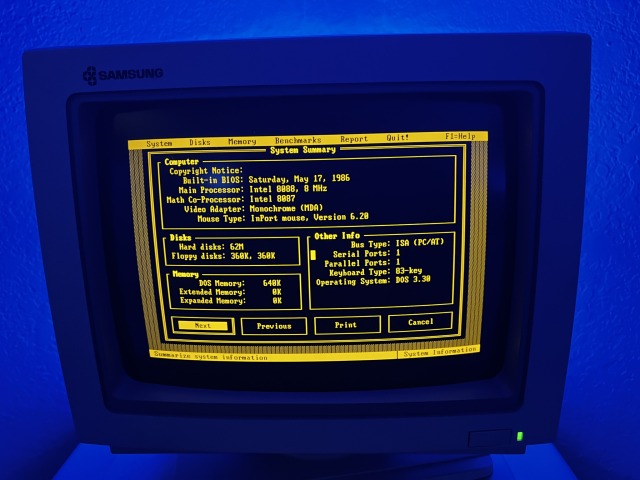 SAMSUNG
System Disks Memory Benchmarks Report Quit! F1=Help
System Summary
Computer
Copyright Notice:
Built-in BIOS: Saturday, May 17, 1986
Main Processor: Intel 8088, 8 MHz
Math Co-Processor: Intel 8087
Video Adapter: Monochrome (MDA)
Mouse Type: InPort mouse, Version 6.20
Disks
Hard disks: 62M
Floppy disks: 360K, 360K
Memory
DOS Memory: 640K
Extended Memory: 0K
Expanded Memory: 0K
Other Info
Bus Type: ISA (PC/AT)
Serial Ports: 1
Parallel Ports: 1
Keyboard Type: 83-key
Operating System: DOS 3.30
Next Previous Print Cancel
Summarize system information System Information